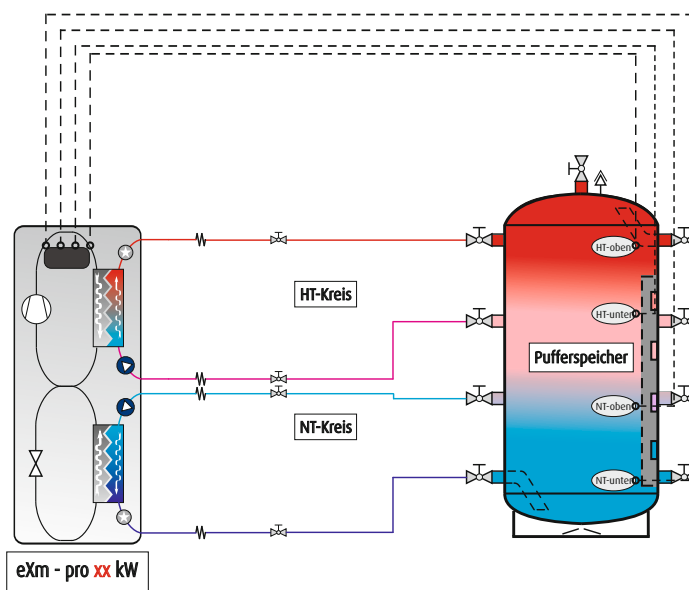 HT-oben
HT-Kreis
HT-unten
Pufferspeicher
NT-oben
NT-Kreis
NT-unten
eXm - pro xx kW